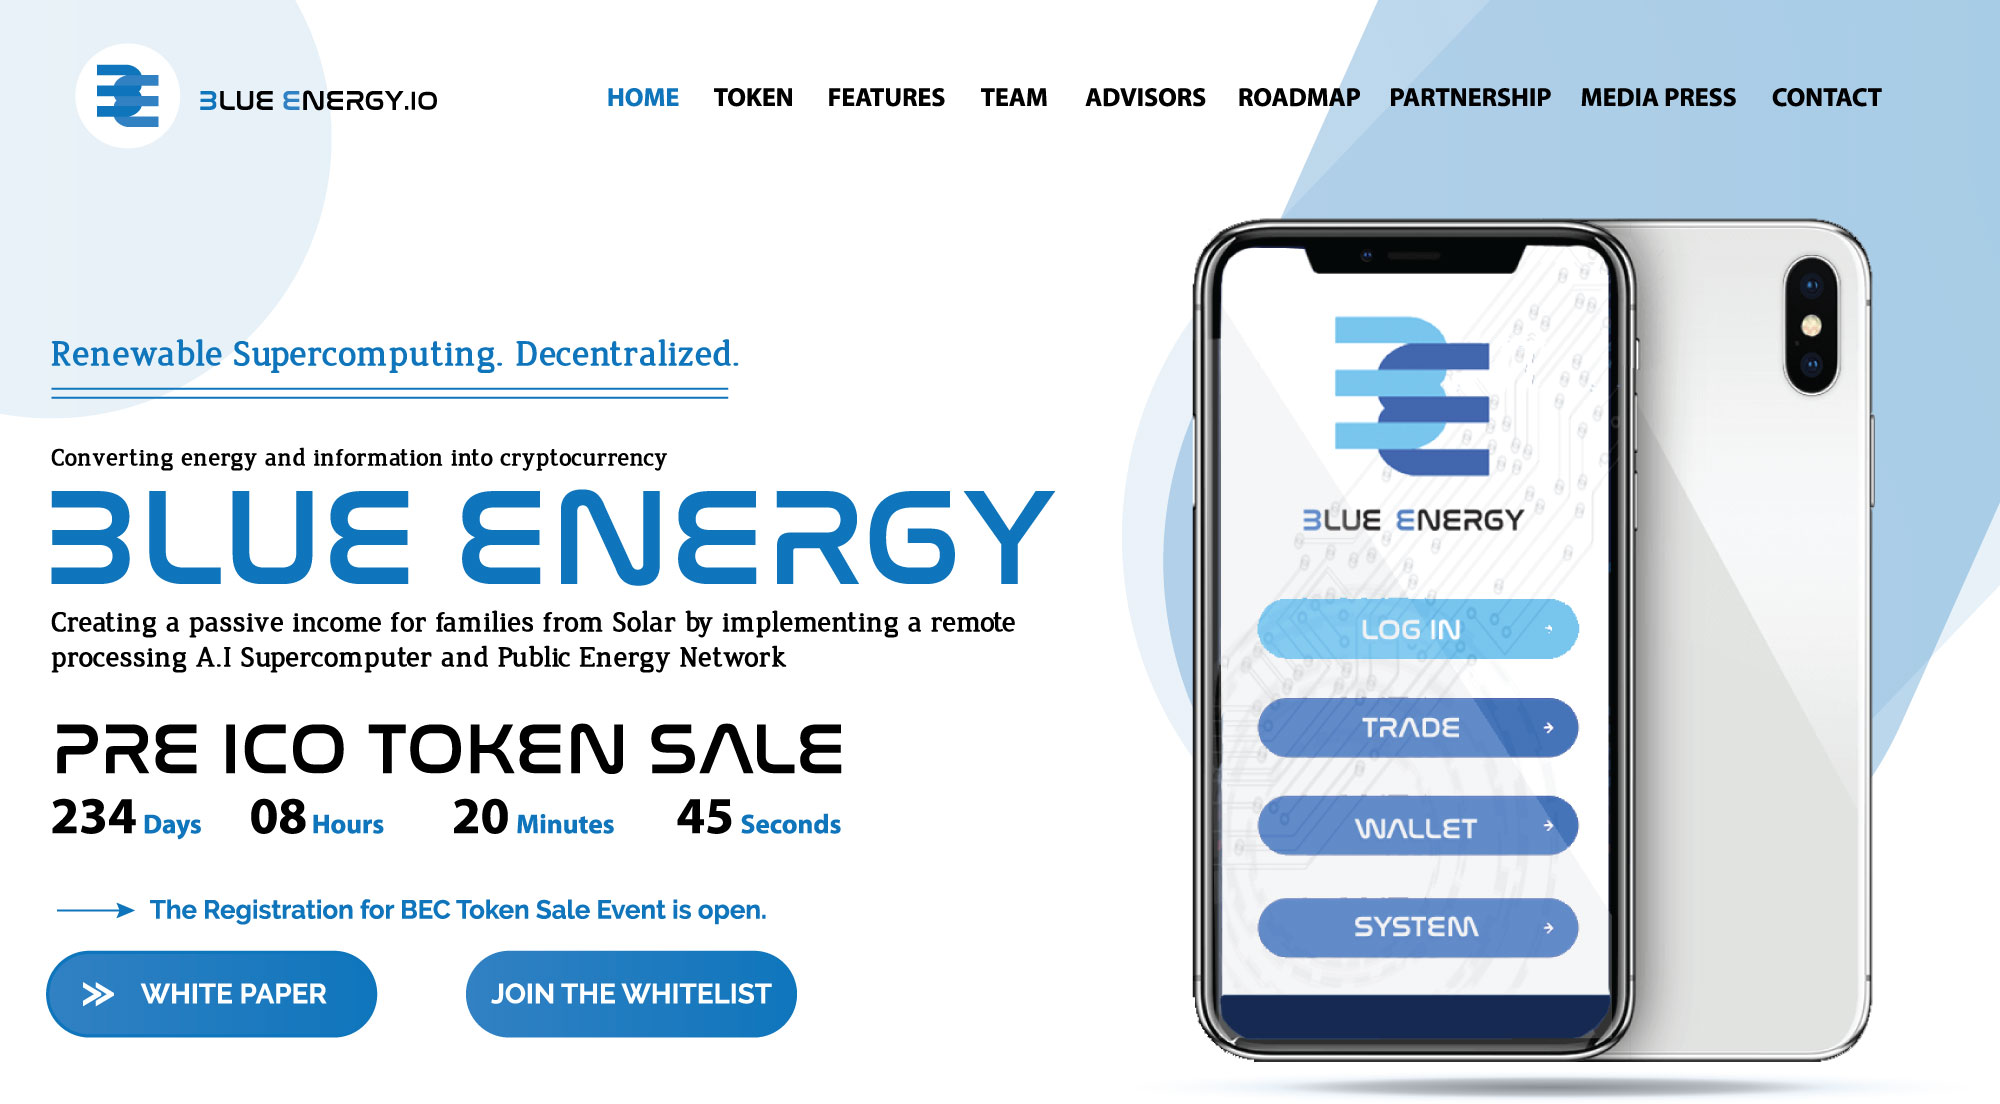 BLUE ENERGY.IO
HOME TOKEN FEATURES TEAM ADVISORS ROADMAP PARTNERSHIP MEDIA PRESS CONTACT
Renewable Supercomputing. Decentralized.
Converting energy and information into cryptocurrency
BLUE ENERGY
Creating a passive income for families from Solar by implementing a remote
processing A.I Supercomputer and Public Energy Network
PRE ICO TOKEN SALE
234 Days 08 Hours 20 Minutes 45 Seconds
The Registration for BEC Token Sale Event is open.
WHITE PAPER
JOIN THE WHITELIST
BE
BLUE ENERGY
LOG IN
TRADE
WALLET
SYSTEM